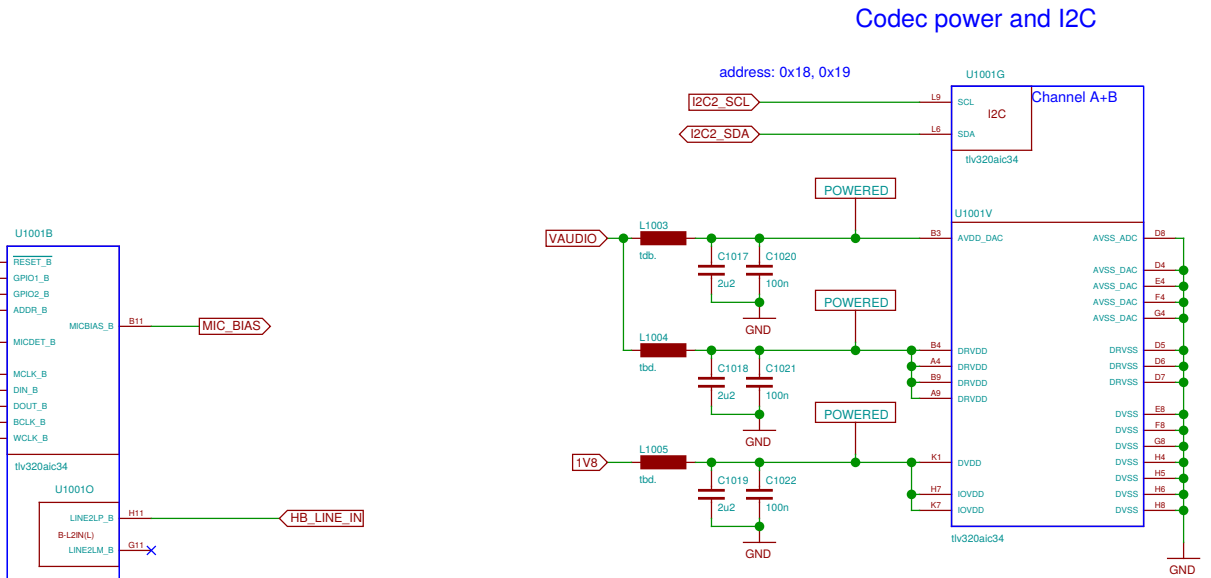 Codec power and I2C
address: 0x18, 0x19
U1001G
I2C2_SCL
L9
SCL
Channel A+B
I2C
I2C2_SDA
L6
SDA
tlv320aic34
POWERED
U1001V
VAUDIO
L1003
tdb.
B3
AVDD_DAC
AVSS_ADC
D8
C1017
2u2
C1020
100n
GND
AVSS_DAC
D4
AVSS_DAC
E4
AVSS_DAC
F4
AVSS_DAC
G4
POWERED
L1004
tbd.
C1018
2u2
C1021
100n
GND
B4
DRVDD
A4
DRVDD
B9
DRVDD
A9
DRVDD
DRVSS
D5
DRVSS
D6
DRVSS
D7
POWERED
1V8
L1005
tbd.
C1019
2u2
C1022
100n
GND
K1
DVDD
H7
IOVDD
K7
IOVDD
DVSS
E8
DVSS
F8
DVSS
G8
DVSS
H4
DVSS
H5
DVSS
H6
DVSS
H8
tlv320aic34
GND
U1001B
RESET_B
GPIO1_B
GPIO2_B
ADDR_B
MICBIAS_B
B11
MIC_BIAS
MICDET_B
MCLK_B
DIN_B
DOUT_B
BCLK_B
WCLK_B
tlv320aic34
U1001O
LINE2LP_B
H11
HB_LINE_IN
B-L2IN(L)
LINE2LM_B
G11